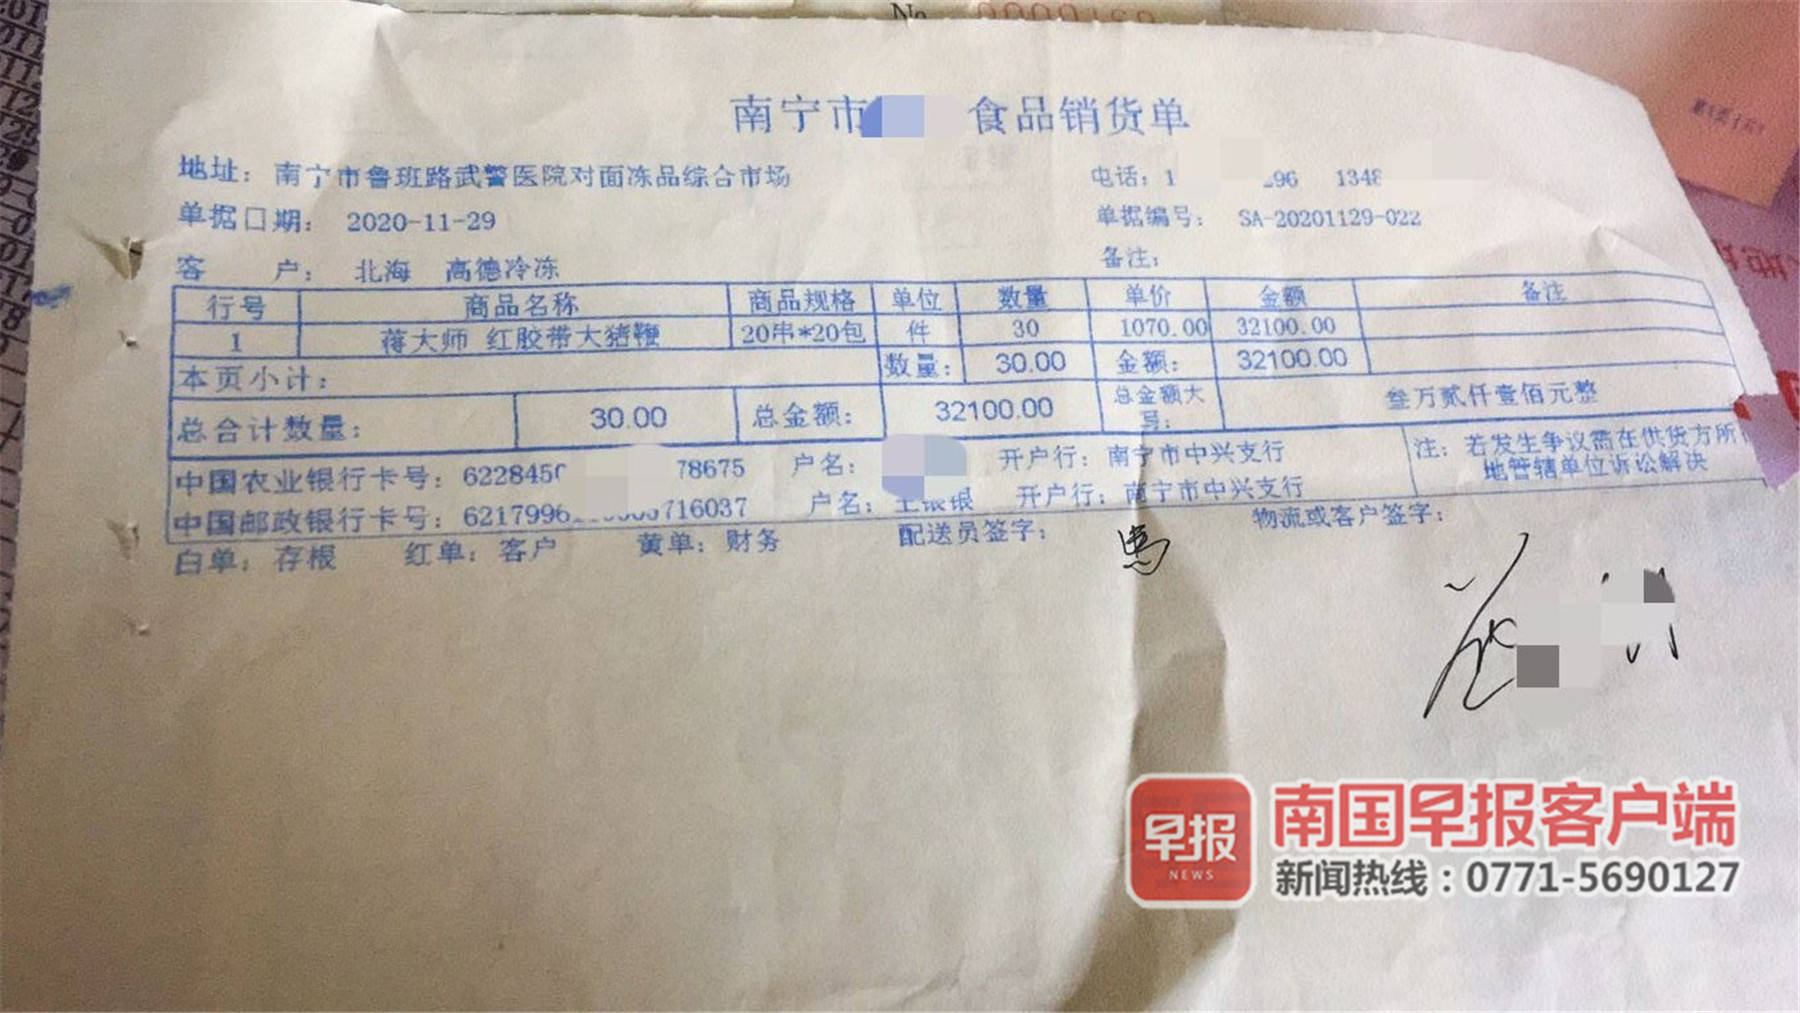 No
南宁市 食品销货单
地址： 南宁市鲁班路武警医院对面冻品综合市场 电话：1 296 1348
单据日期： 2020-11-29 单据编号： SA-20201129-022
客 户： 北海 高德冷冻 备注：
行号 商品名称 商品规格 单位 数量 单价 金额 备注
1 蒋大师 红胶带大猪鞭 20串*20包 件 30 1070.00 32100.00
本页小计： 数量： 30.00 金额： 32100.00
总合计数量： 30.00 总金额： 32100.00 总金额大号： 叁万贰仟壹佰元整
中国农业银行卡号：622845 78675 户名： 开户行：南宁市中兴支行 注：若发生争议需在供货方所
地管辖单位诉讼解决
中国邮政银行卡号：6217996 716037 户名： 开户行：南宁市中兴支行
白单：存根 红单：客户 黄单：财务 配送员签字： 物流或客户签字：
早报
NEWS
南国早报客户端
新闻热线：0771-5690127